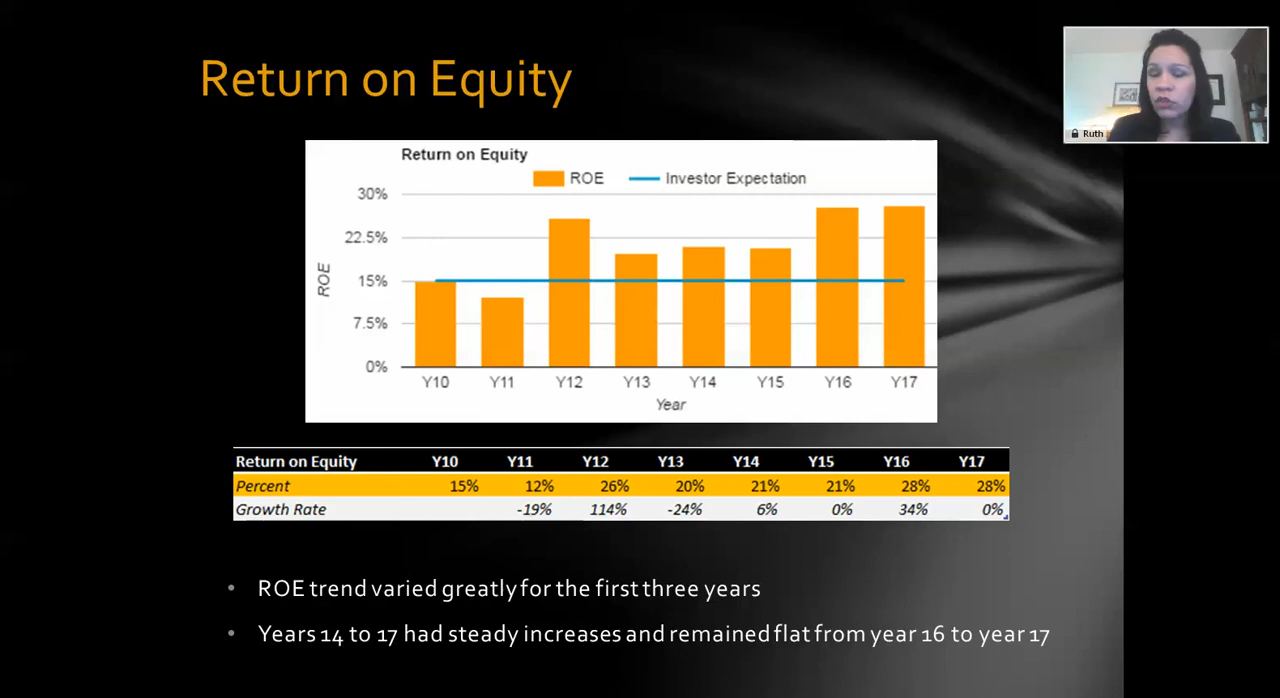 Return on Equity
Ruth
Return on Equity
ROE Investor Expectation
30%
22.5%
15%
7.5%
0%
ROE
Y10 Y11 Y12 Y13 Y14 Y15 Y16 Y17
Year
Return on Equity Y10 Y11 Y12 Y13 Y14 Y15 Y16 Y17
Percent 15% 12% 26% 20% 21% 21% 28% 28%
Growth Rate -19% 114% -24% 6% 0% 34% 0%
• ROE trend varied greatly for the first three years
• Years 14 to 17 had steady increases and remained flat from year 16 to year 17